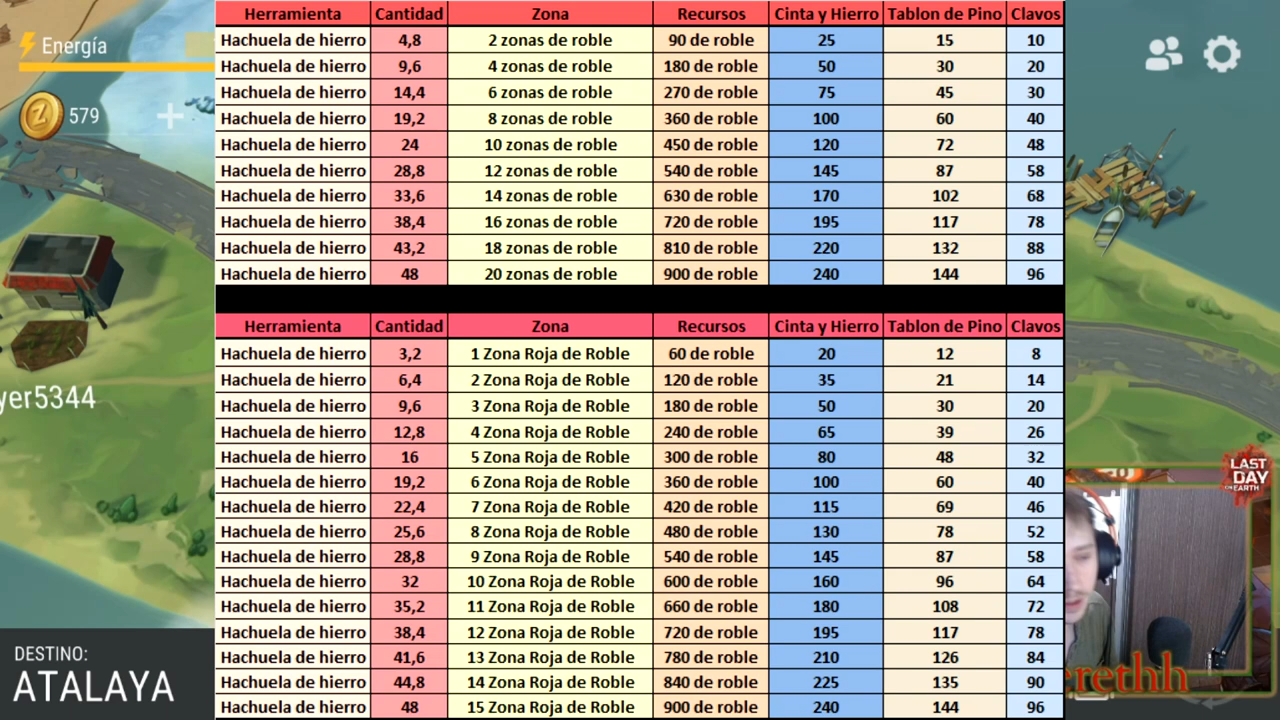 Energía
579
yer5344
DESTINO:
ATALAYA
Herramienta Cantidad Zona Recursos Cinta y Hierro Tablon de Pino Clavos
Hachuela de hierro 4,8 2 zonas de roble 90 de roble 25 15 10
Hachuela de hierro 9,6 4 zonas de roble 180 de roble 50 30 20
Hachuela de hierro 14,4 6 zonas de roble 270 de roble 75 45 30
Hachuela de hierro 19,2 8 zonas de roble 360 de roble 100 60 40
Hachuela de hierro 24 10 zonas de roble 450 de roble 120 72 48
Hachuela de hierro 28,8 12 zonas de roble 540 de roble 145 87 58
Hachuela de hierro 33,6 14 zonas de roble 630 de roble 170 102 68
Hachuela de hierro 38,4 16 zonas de roble 720 de roble 195 117 78
Hachuela de hierro 43,2 18 zonas de roble 810 de roble 220 132 88
Hachuela de hierro 48 20 zonas de roble 900 de roble 240 144 96
Herramienta Cantidad Zona Recursos Cinta y Hierro Tablon de Pino Clavos
Hachuela de hierro 3,2 1 Zona Roja de Roble 60 de roble 20 12 8
Hachuela de hierro 6,4 2 Zona Roja de Roble 120 de roble 35 21 14
Hachuela de hierro 9,6 3 Zona Roja de Roble 180 de roble 50 30 20
Hachuela de hierro 12,8 4 Zona Roja de Roble 240 de roble 65 39 26
Hachuela de hierro 16 5 Zona Roja de Roble 300 de roble 80 48 32
Hachuela de hierro 19,2 6 Zona Roja de Roble 360 de roble 100 60 40
Hachuela de hierro 22,4 7 Zona Roja de Roble 420 de roble 115 69 46
Hachuela de hierro 25,6 8 Zona Roja de Roble 480 de roble 130 78 52
Hachuela de hierro 28,8 9 Zona Roja de Roble 540 de roble 145 87 58
Hachuela de hierro 32 10 Zona Roja de Roble 600 de roble 160 96 64
Hachuela de hierro 35,2 11 Zona Roja de Roble 660 de roble 180 108 72
Hachuela de hierro 38,4 12 Zona Roja de Roble 720 de roble 195 117 78
Hachuela de hierro 41,6 13 Zona Roja de Roble 780 de roble 210 126 84
Hachuela de hierro 44,8 14 Zona Roja de Roble 840 de roble 225 135 90
Hachuela de hierro 48 15 Zona Roja de Roble 900 de roble 240 144 96
LAST
DAY
ON EARTH
erethh